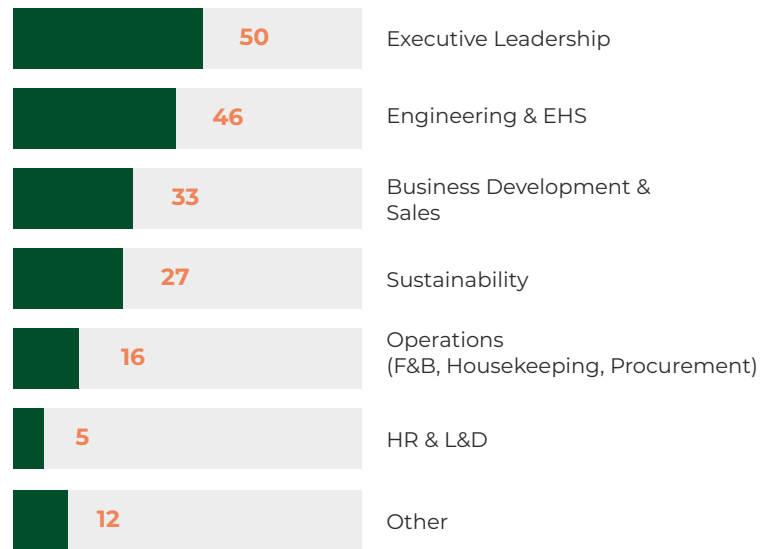 50
Executive Leadership
46
Engineering & EHS
33
Business Development &
Sales
27
Sustainability
16
Operations
(F&B, Housekeeping, Procurement)
5
HR & L&D
12
Other